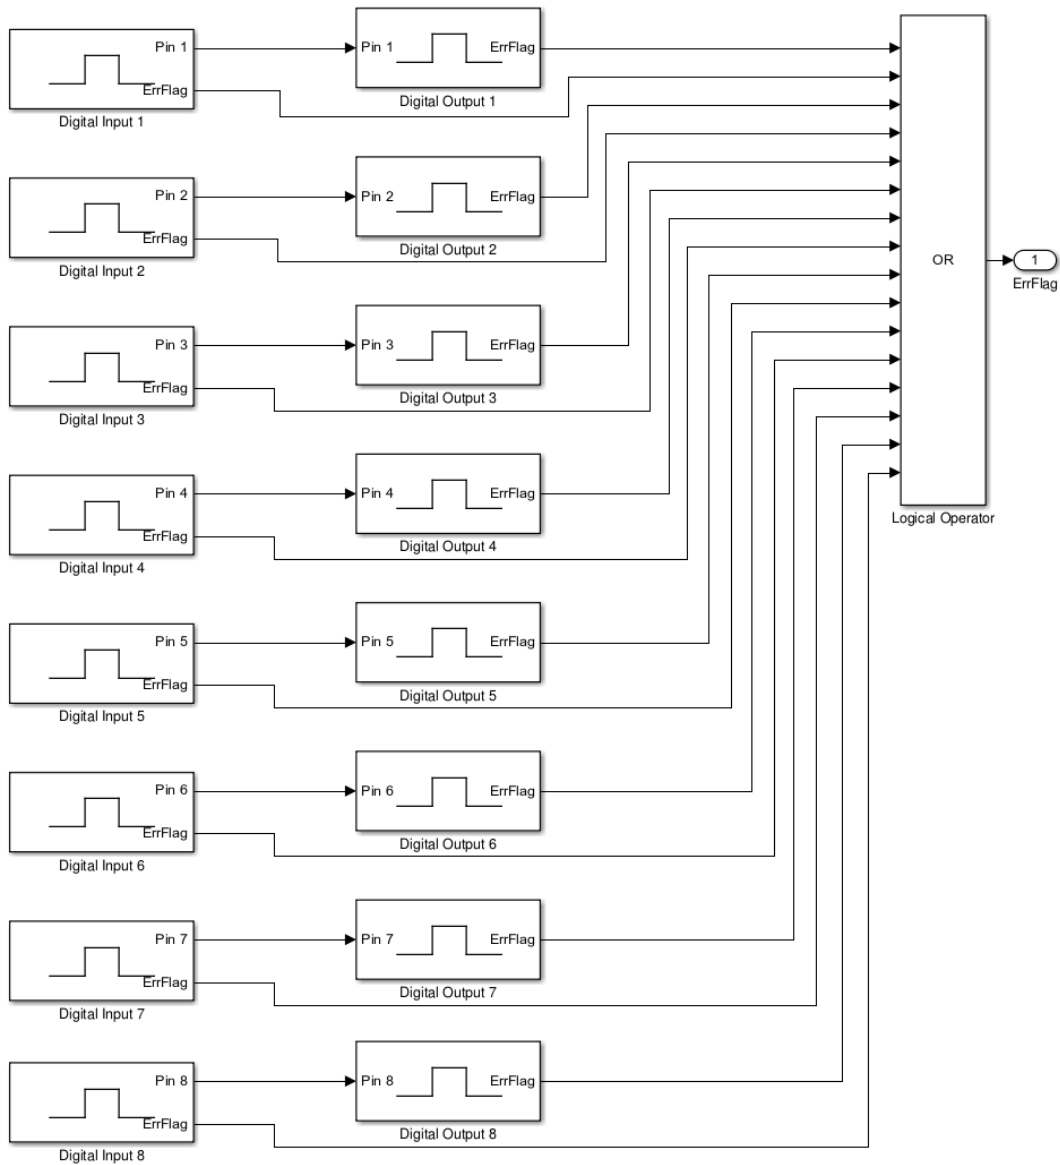 Pin 1
ErrFlag
Digital Input 1
Pin 1
ErrFlag
Digital Output 1
Pin 2
ErrFlag
Digital Input 2
Pin 2
ErrFlag
Digital Output 2
Pin 3
ErrFlag
Digital Input 3
Pin 3
ErrFlag
Digital Output 3
Pin 4
ErrFlag
Digital Input 4
Pin 4
ErrFlag
Digital Output 4
Pin 5
ErrFlag
Digital Input 5
Pin 5
ErrFlag
Digital Output 5
Pin 6
ErrFlag
Digital Input 6
Pin 6
ErrFlag
Digital Output 6
Pin 7
ErrFlag
Digital Input 7
Pin 7
ErrFlag
Digital Output 7
Pin 8
ErrFlag
Digital Input 8
Pin 8
ErrFlag
Digital Output 8
OR
Logical Operator
1
ErrFlag